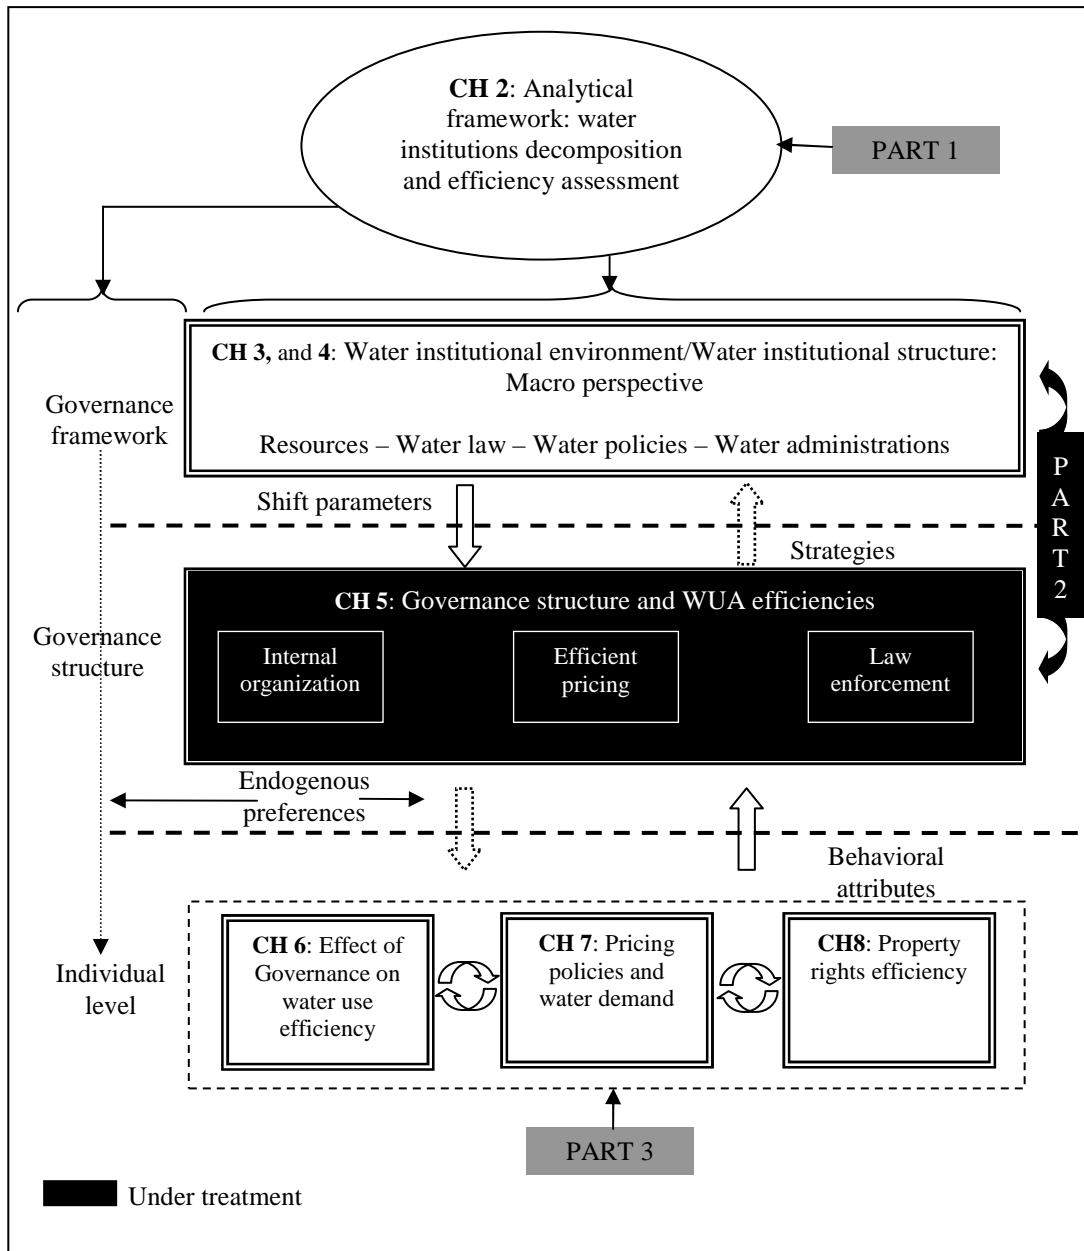 CH 2: Analytical
framework: water
institutions decomposition
and efficiency assessment
PART 1
CH 3, and 4: Water institutional environment/Water institutional structure:
Macro perspective
Resources – Water law – Water policies – Water administrations
Governance
framework
PART2
Shift parameters
Strategies
CH 5: Governance structure and WUA efficiencies
Internal
organization
Efficient
pricing
Law
enforcement
Governance
structure
Endogenous
preferences
Behavioral
attributes
CH 6: Effect of
Governance on
water use
efficiency
CH 7: Pricing
policies and
water demand
CH8: Property
rights efficiency
Individual
level
PART 3
Under treatment